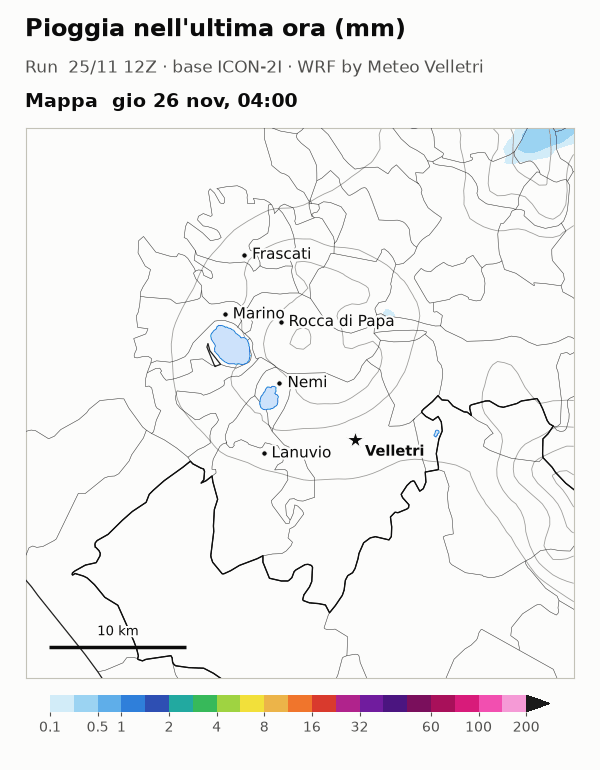 Pioggia nell'ultima ora (mm)
Run  25/11 12Z · base ICON-2I · WRF by Meteo Velletri
Mappa  gio 26 nov, 04:00
Frascati
Marino
Rocca di Papa
Nemi
Velletri
Lanuvio
10 km
0.1 0.5 1 2 4 8 16 32 60 100 200